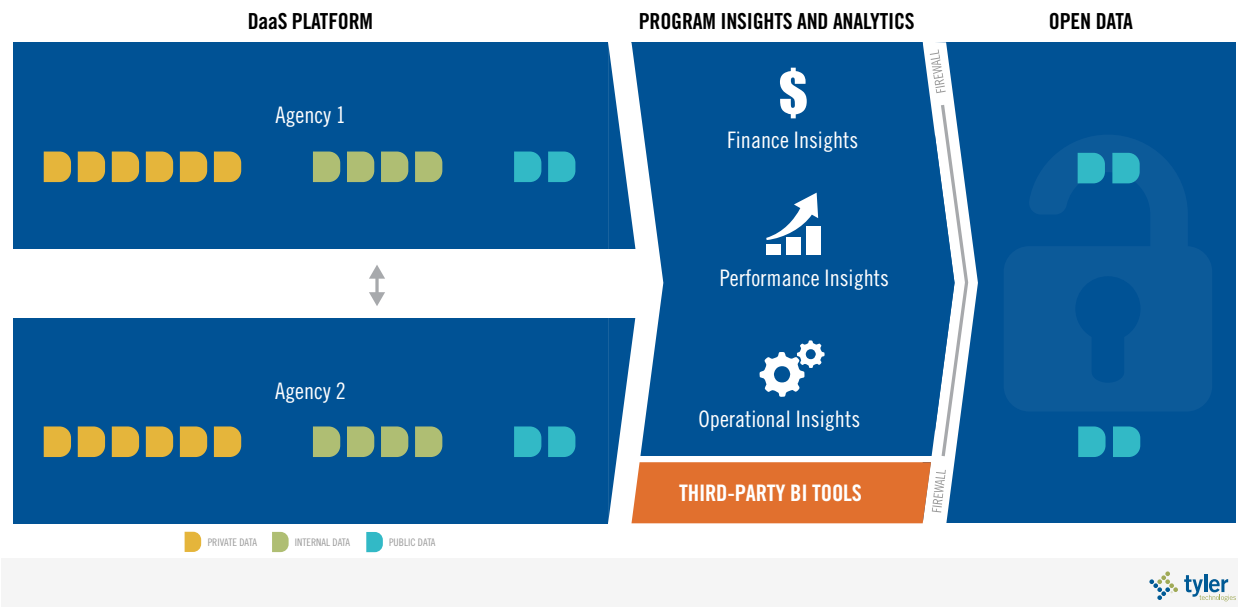 DaaS PLATFORM
PROGRAM INSIGHTS AND ANALYTICS
OPEN DATA
Agency 1
Agency 2
Finance Insights
Performance Insights
Operational Insights
THIRD-PARTY BI TOOLS
FIREWALL
FIREWALL
PRIVATE DATA
INTERNAL DATA
PUBLIC DATA
tyler
technologies